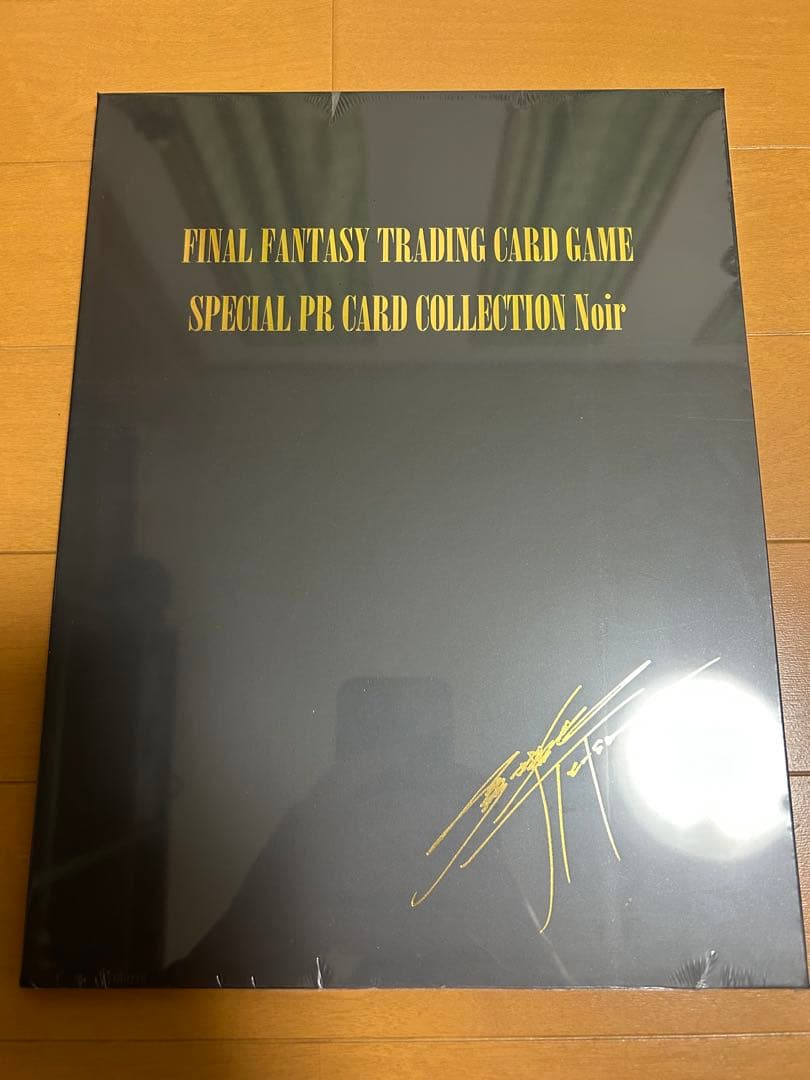 FINAL FANTASY TRADING CARD GAME
SPECIAL PR CARD COLLECTION Noir